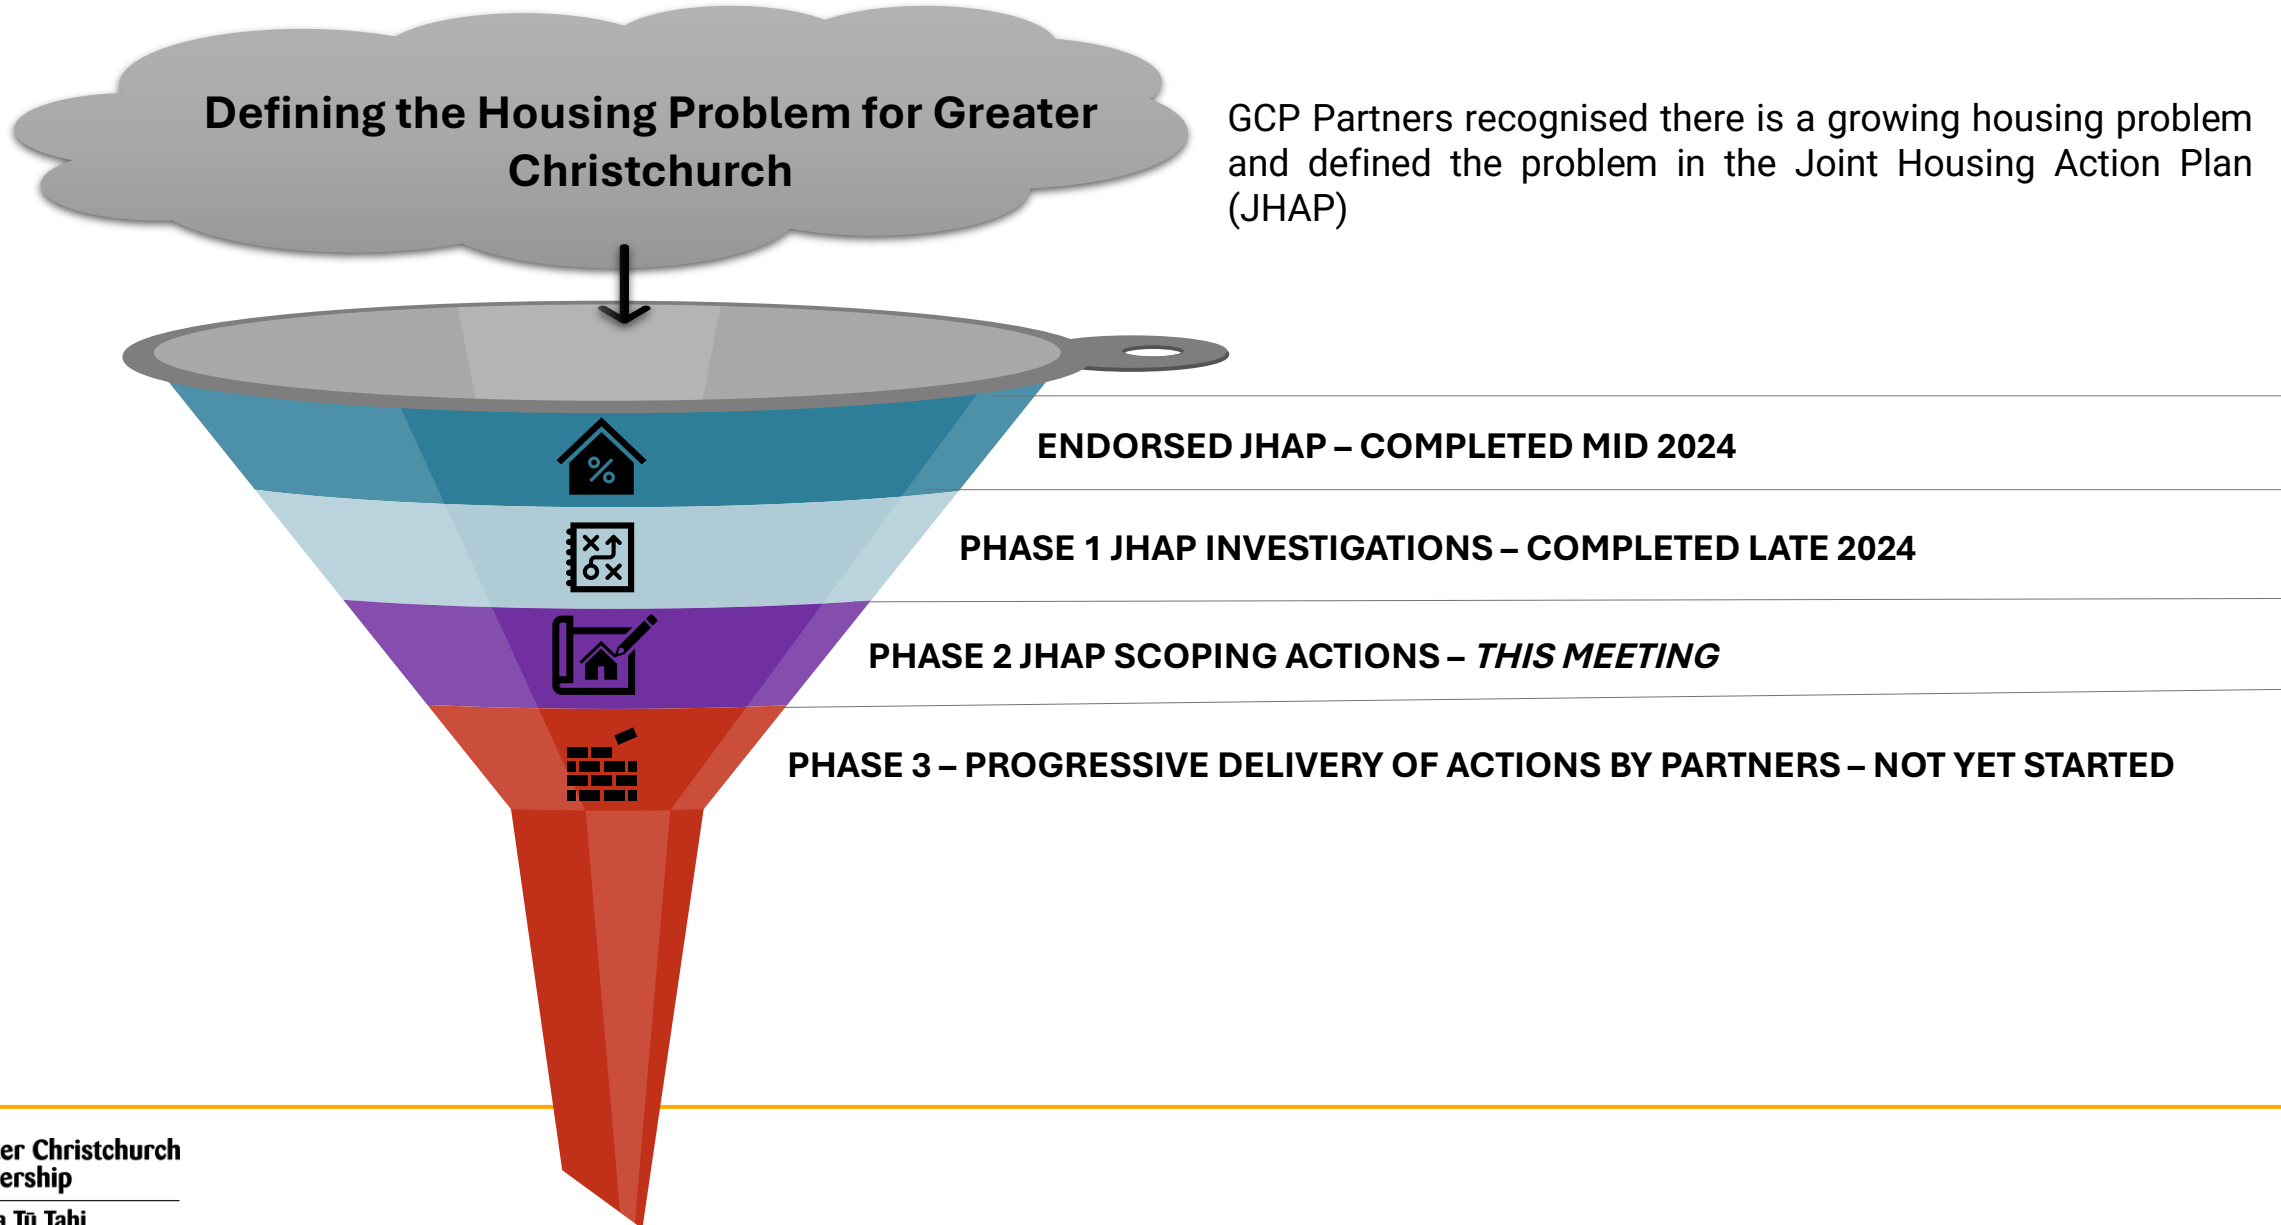 Defining the Housing Problem for Greater
Christchurch
GCP Partners recognised there is a growing housing problem
and defined the problem in the Joint Housing Action Plan
(JHAP)
%
ENDORSED JHAP – COMPLETED MID 2024
PHASE 1 JHAP INVESTIGATIONS – COMPLETED LATE 2024
PHASE 2 JHAP SCOPING ACTIONS – THIS MEETING
PHASE 3 – PROGRESSIVE DELIVERY OF ACTIONS BY PARTNERS – NOT YET STARTED
er Christchurch
ership
Tū Tahi